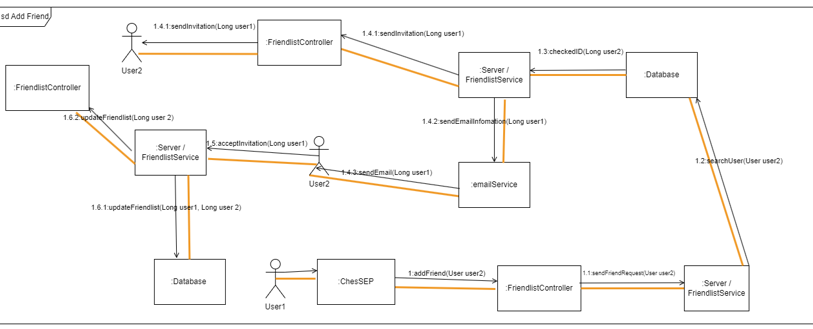 sd Add Friend
1.4.1:sendInvitation(Long user1)
1.4.1:sendInvitation(Long user1)
:FriendlistController
User2
1.3:checkedID(Long user2)
:Server /
FriendlistService
:Database
:FriendlistController
1.6.2:updateFriendlist(Long user 2)
1.4.2:sendEmailInfomation(Long user1)
:Server /
FriendlistService
1.5:acceptInvitation(Long user1)
User2
1.4.3:sendEmail(Long user1)
:emailService
1.2:searchUser(User user2)
1.6.1:updateFriendlist(Long user1, Long user 2)
:Database
User1
:ChesSEP
1:addFriend(User user2)
:FriendlistController
1.1:sendFriendRequest(User user2)
:Server /
FriendlistService